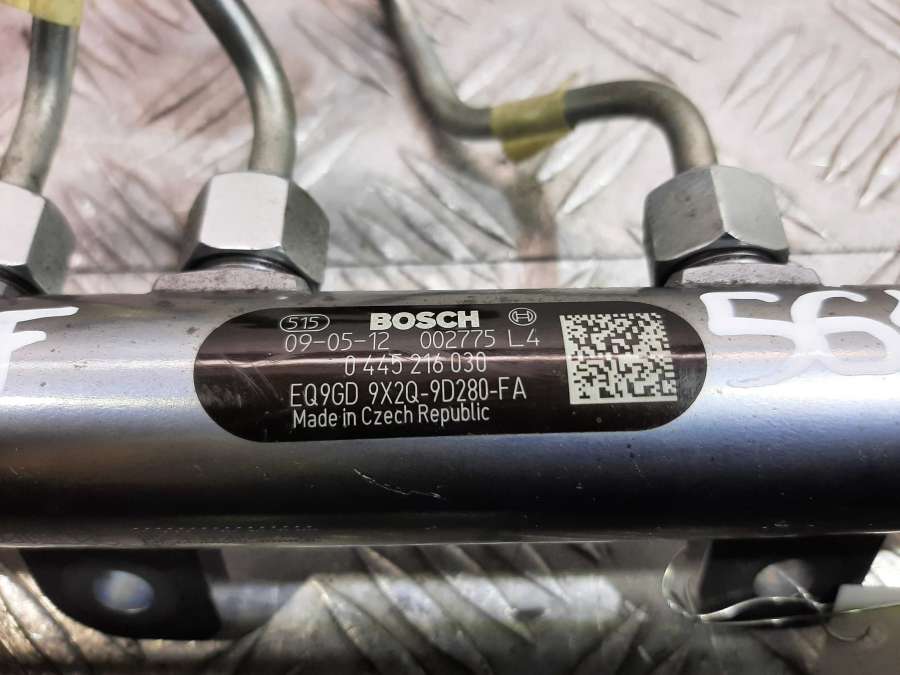 515 BOSCH
09-05-12 002775 L4
0 445 216 030
EQ9GD 9X2Q-9D280-FA
Made in Czech Republic
F
56